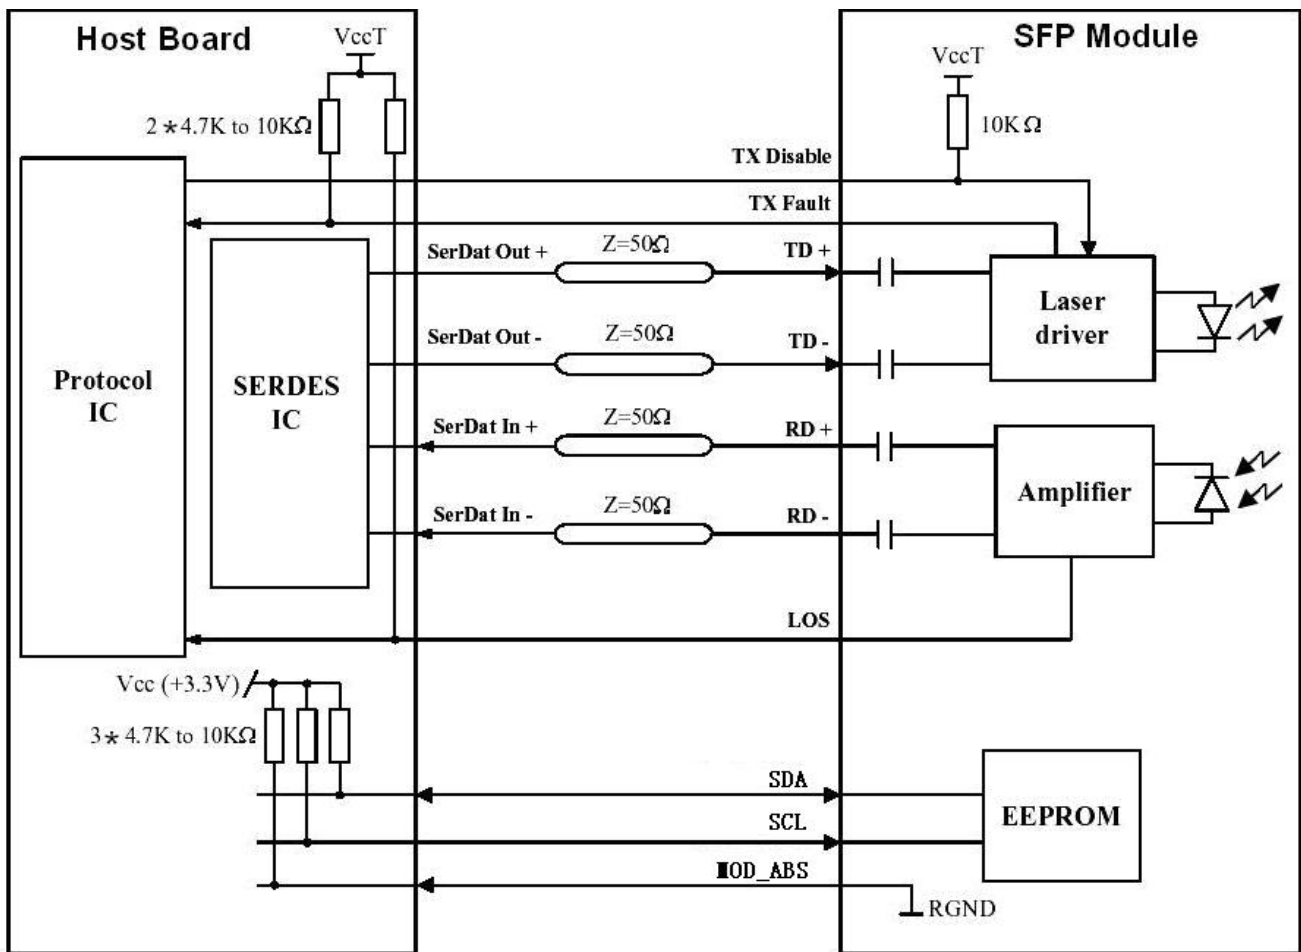 Host Board
SFP Module
VccT
VccT
2*4.7K to 10KΩ
10KΩ
TX Disable
TX Fault
SerDat Out +
Z=50Ω
TD +
SerDat Out -
Z=50Ω
TD -
Laser
driver
Protocol
IC
SERDES
IC
SerDat In +
Z=50Ω
RD +
SerDat In -
Z=50Ω
RD -
Amplifier
LOS
Vcc (+3.3V)
3* 4.7K to 10KΩ
SDA
SCL
MOD_ABS
EEPROM
RGND